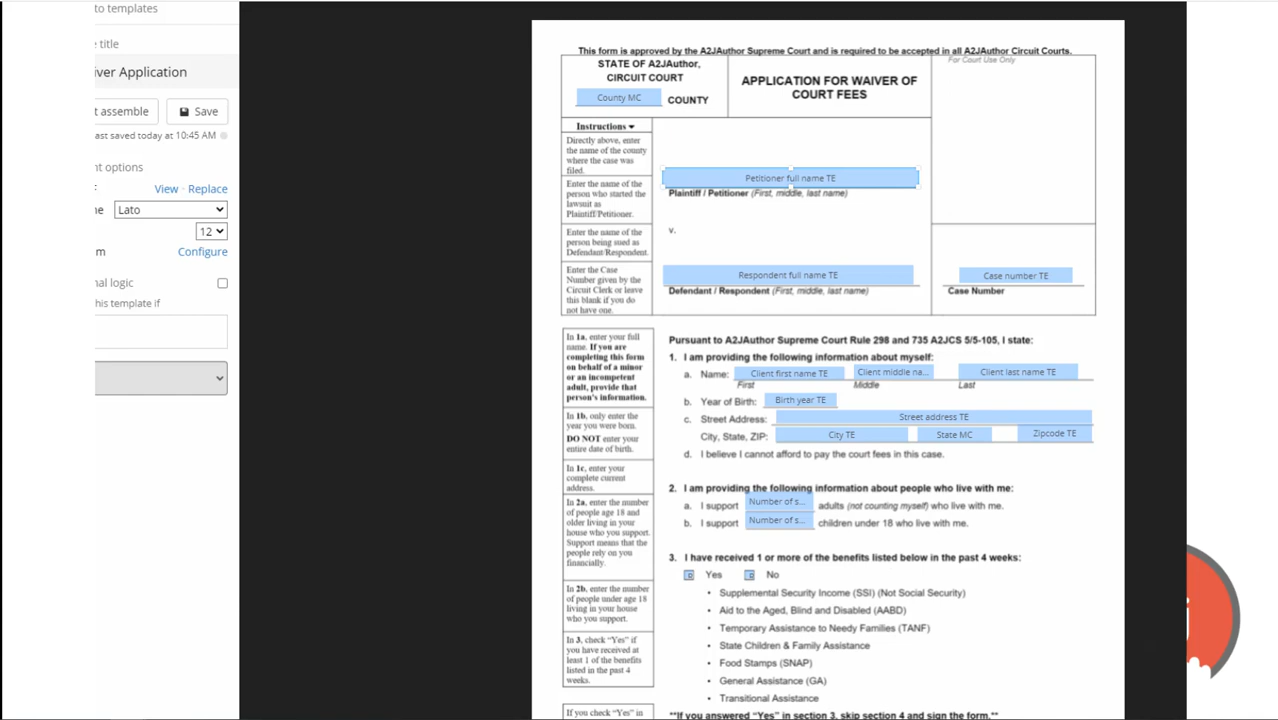 to templates
e title
iver Application
t assemble
Save
ast saved today at 10:45 AM
nt options
View · Replace
me
Lato
12
m
Configure
nal logic
this template if
This form is approved by the A2JAuthor Supreme Court and is required to be accepted in all A2JAuthor Circuit Courts.
STATE OF A2JAuthor,
CIRCUIT COURT
County MC
COUNTY
APPLICATION FOR WAIVER OF
COURT FEES
For Court Use Only
Instructions
Directly above, enter
the name of the county
where the case was
filed.
Enter the name of the
person who started the
lawsuit as
Plaintiff/Petitioner.
Enter the name of the
person being sued as
Defendant/Respondent.
Enter the Case
Number given by the
Circuit Clerk or leave
this blank if you do
not have one.
Petitioner full name TE
Plaintiff / Petitioner (First, middle, last name)
v.
Respondent full name TE
Defendant / Respondent (First, middle, last name)
Case number TE
Case Number
In 1a, enter your full
name. If you are
completing this form
on behalf of a minor
or an incompetent
adult, provide that
person's information.
In 1b, only enter the
year you were born.
DO NOT enter your
entire date of birth.
In 1c, enter your
complete current
address.
In 2a, enter the number
of people age 18 and
older living in your
house who you support.
Support means that the
people rely on you
financially.
In 2b, enter the number
of people under age 18
living in your house
who you support.
In 3, check “Yes” if
you have received at
least 1 of the benefits
listed in the past 4
weeks.
If you check “Yes” in
Pursuant to A2JAuthor Supreme Court Rule 298 and 735 A2JCS 5/5-105, I state:
1. I am providing the following information about myself:
a. Name: Client first name TE Client middle na... Client last name TE
First Middle Last
b. Year of Birth: Birth year TE
c. Street Address: Street address TE
City, State, ZIP: City TE State MC Zipcode TE
d. I believe I cannot afford to pay the court fees in this case.
2. I am providing the following information about people who live with me:
a. I support Number of s... adults (not counting myself) who live with me.
b. I support Number of s... children under 18 who live with me.
3. I have received 1 or more of the benefits listed below in the past 4 weeks:
Yes No
• Supplemental Security Income (SSI) (Not Social Security)
• Aid to the Aged, Blind and Disabled (AABD)
• Temporary Assistance to Needy Families (TANF)
• State Children & Family Assistance
• Food Stamps (SNAP)
• General Assistance (GA)
• Transitional Assistance
**If you answered “Yes” in section 3, skip section 4 and sign the form.**